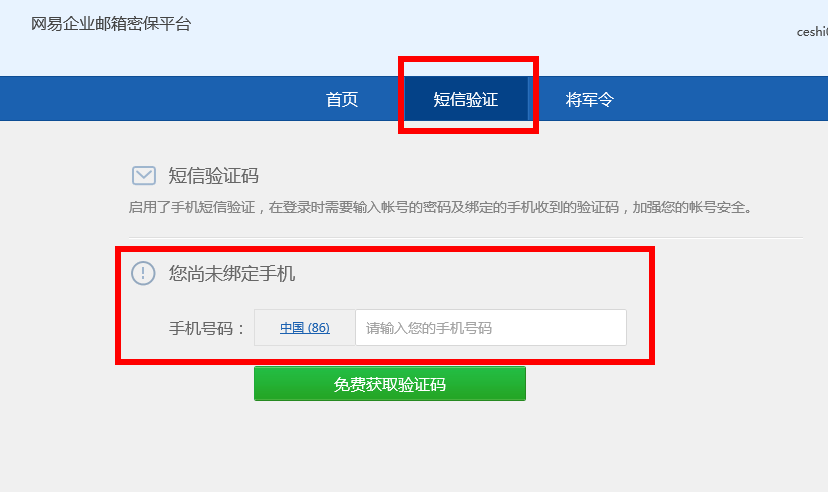 网易企业邮箱密保平台
ceshi
首页 短信验证 将军令
短信验证码
启用了手机短信验证，在登录时需要输入帐号的密码及绑定的手机收到的验证码，加强您的帐号安全。
您尚未绑定手机
手机号码： 中国 (86) 请输入您的手机号码
免费获取验证码